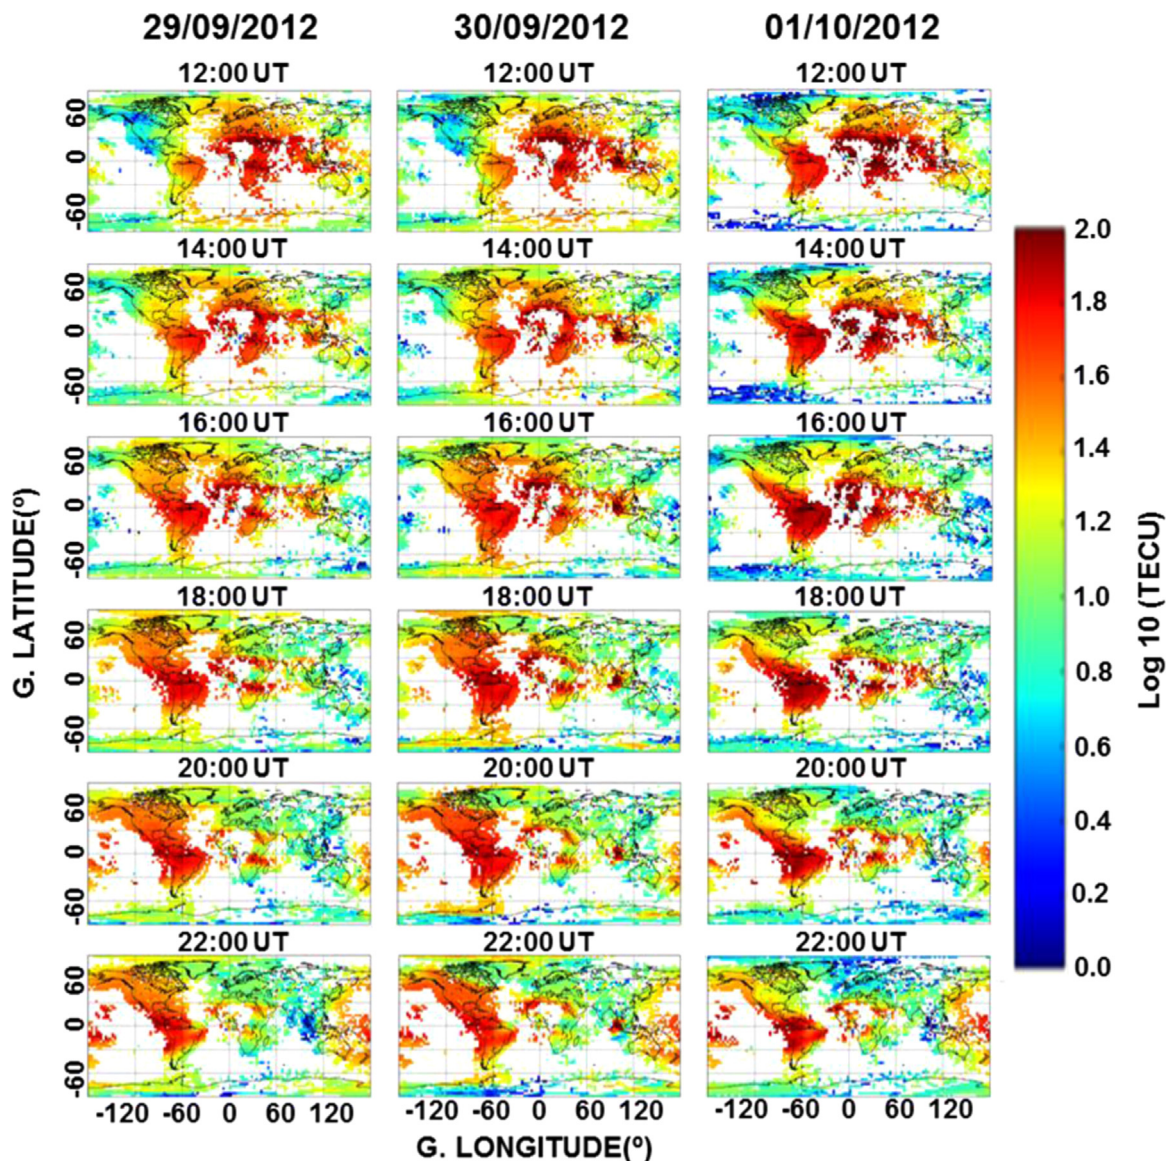 29/09/2012 30/09/2012 01/10/2012
12:00 UT 12:00 UT 12:00 UT
60
0
-60
14:00 UT 14:00 UT 14:00 UT
60
0
-60
16:00 UT 16:00 UT 16:00 UT
60
0
-60
18:00 UT 18:00 UT 18:00 UT
60
0
-60
20:00 UT 20:00 UT 20:00 UT
60
0
-60
22:00 UT 22:00 UT 22:00 UT
60
0
-60
-120 -60 0 60 120 -120 -60 0 60 120 -120 -60 0 60 120
G. LONGITUDE(º)
G. LATITUDE(º)
2.0
1.8
1.6
1.4
1.2
1.0
0.8
0.6
0.4
0.2
0.0
Log 10 (TECU)